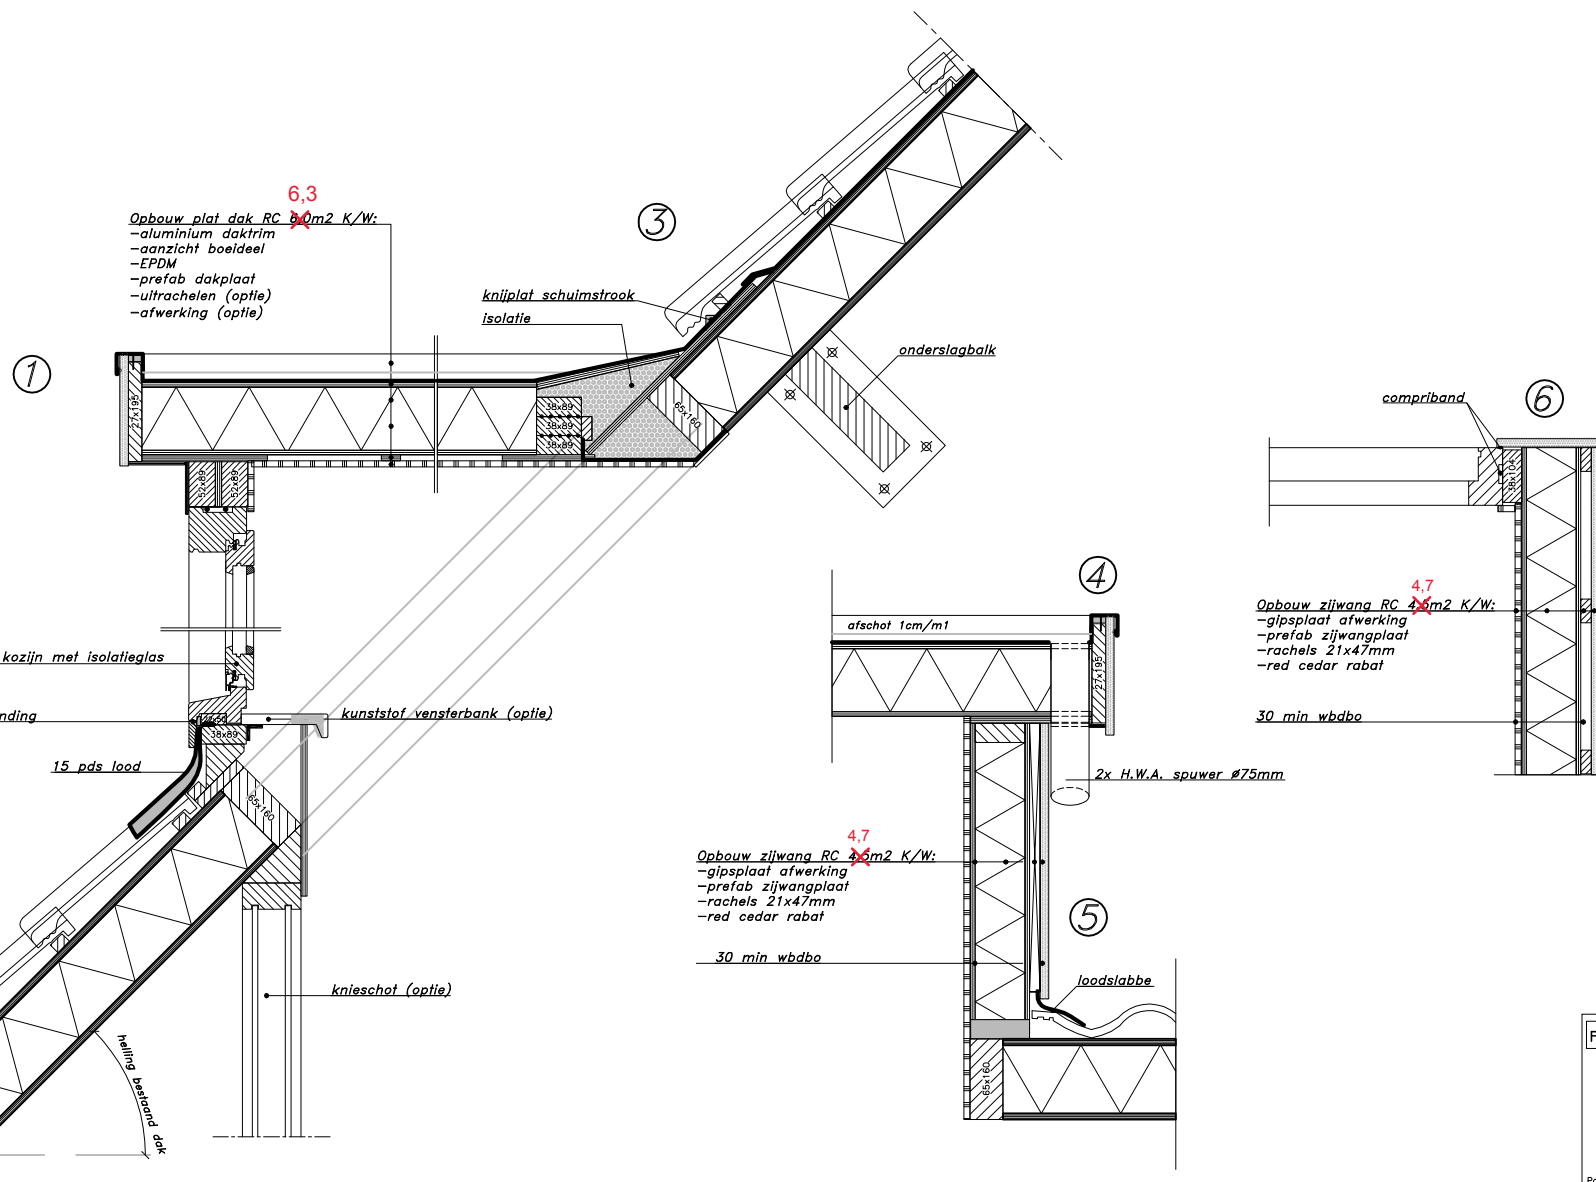 6,3
Opbouw plat dak RC 6,0m2 K/W:
-aluminium daktrim
-aanzicht boeideel
-EPDM
-prefab dakplaat
-uitrachelen (optie)
-afwerking (optie)
3
knijplat schuimstrook
isolatie
onderslagbalk
1
27x195
38x89
38x89
38x89
65x160
52x89
52x89
compriband
6
38x104
4
afschot 1cm/m1
27x195
4,7
Opbouw zijwang RC 4,5m2 K/W:
-gipsplaat afwerking
-prefab zijwangplaat
-rachels 21x47mm
-red cedar rabat
30 min wbdbo
kozijn met isolatieglas
nding
kunststof vensterbank (optie)
38x89
15 pds lood
65x160
2x H.W.A. spuwer ø75mm
4,7
Opbouw zijwang RC 4,5m2 K/W:
-gipsplaat afwerking
-prefab zijwangplaat
-rachels 21x47mm
-red cedar rabat
5
30 min wbdbo
loodslabbe
knieschot (optie)
helling bestaand dak
65x160
F